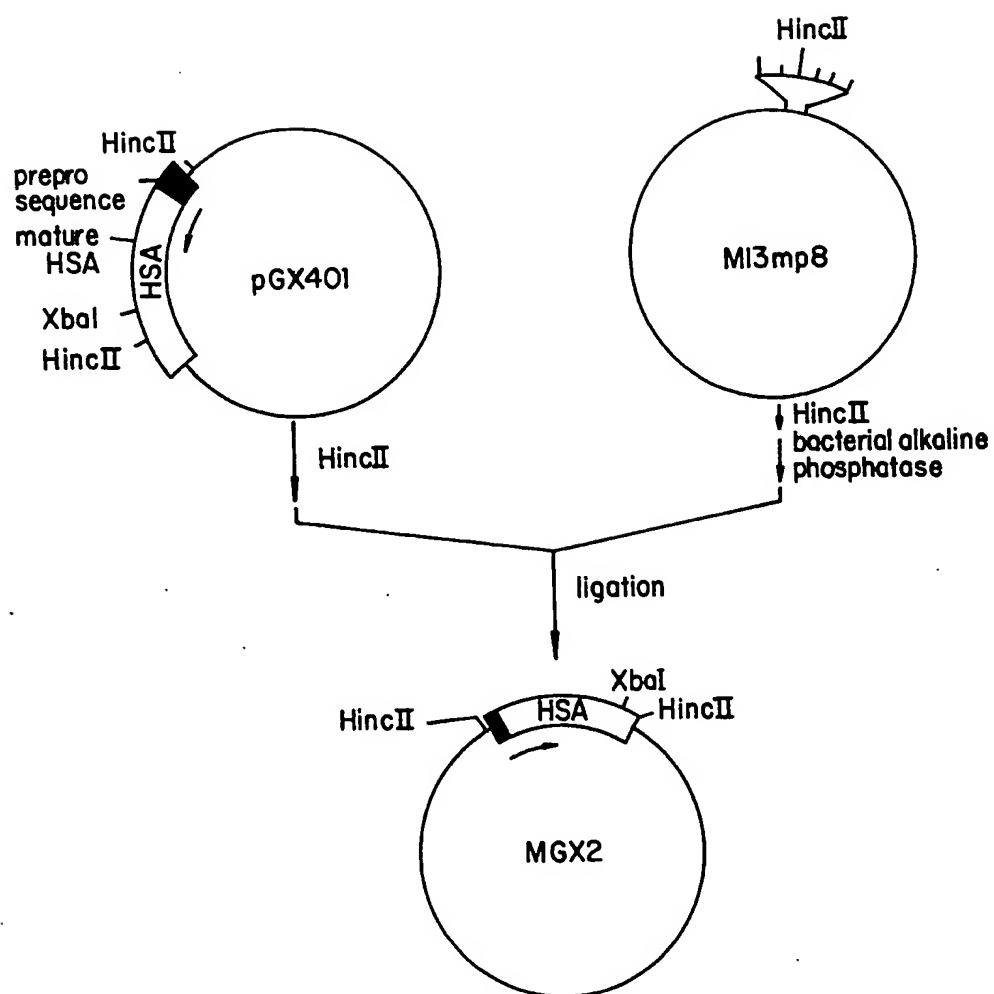 HincII
HincII
prepro
sequence
mature
HSA
HSA
XbaI
HincII
pGX401
M13mp8
HincII
HincII
bacterial alkaline
phosphatase
ligation
XbaI
HincII
HSA
HincII
MGX2